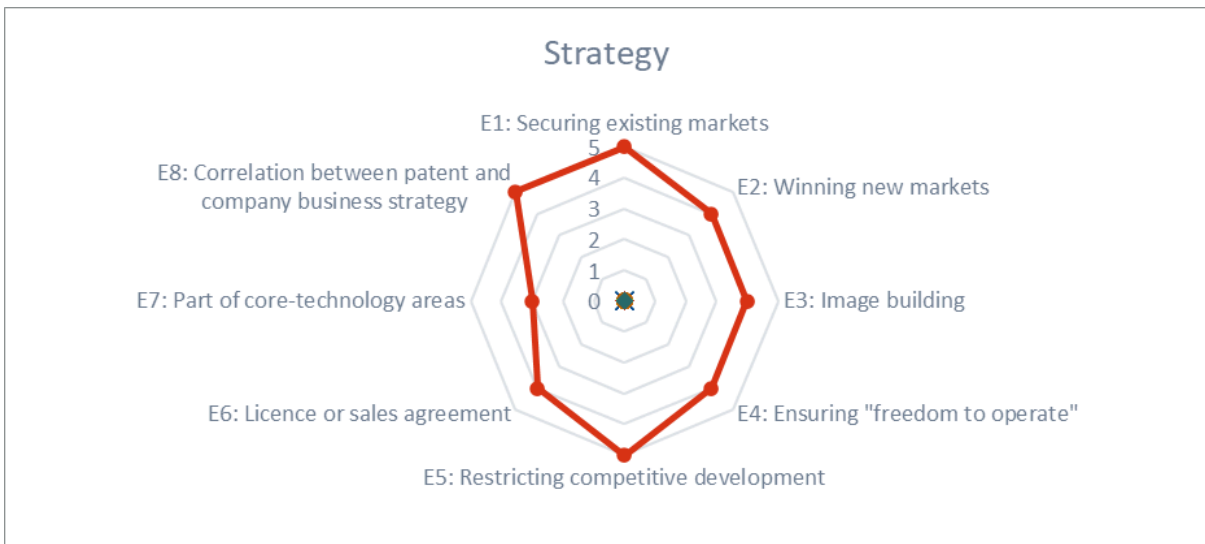 Strategy
E1: Securing existing markets
5
E8: Correlation between patent and
company business strategy
4
E2: Winning new markets
3
2
1
E7: Part of core-technology areas
0
E3: Image building
E6: Licence or sales agreement
E4: Ensuring "freedom to operate"
E5: Restricting competitive development